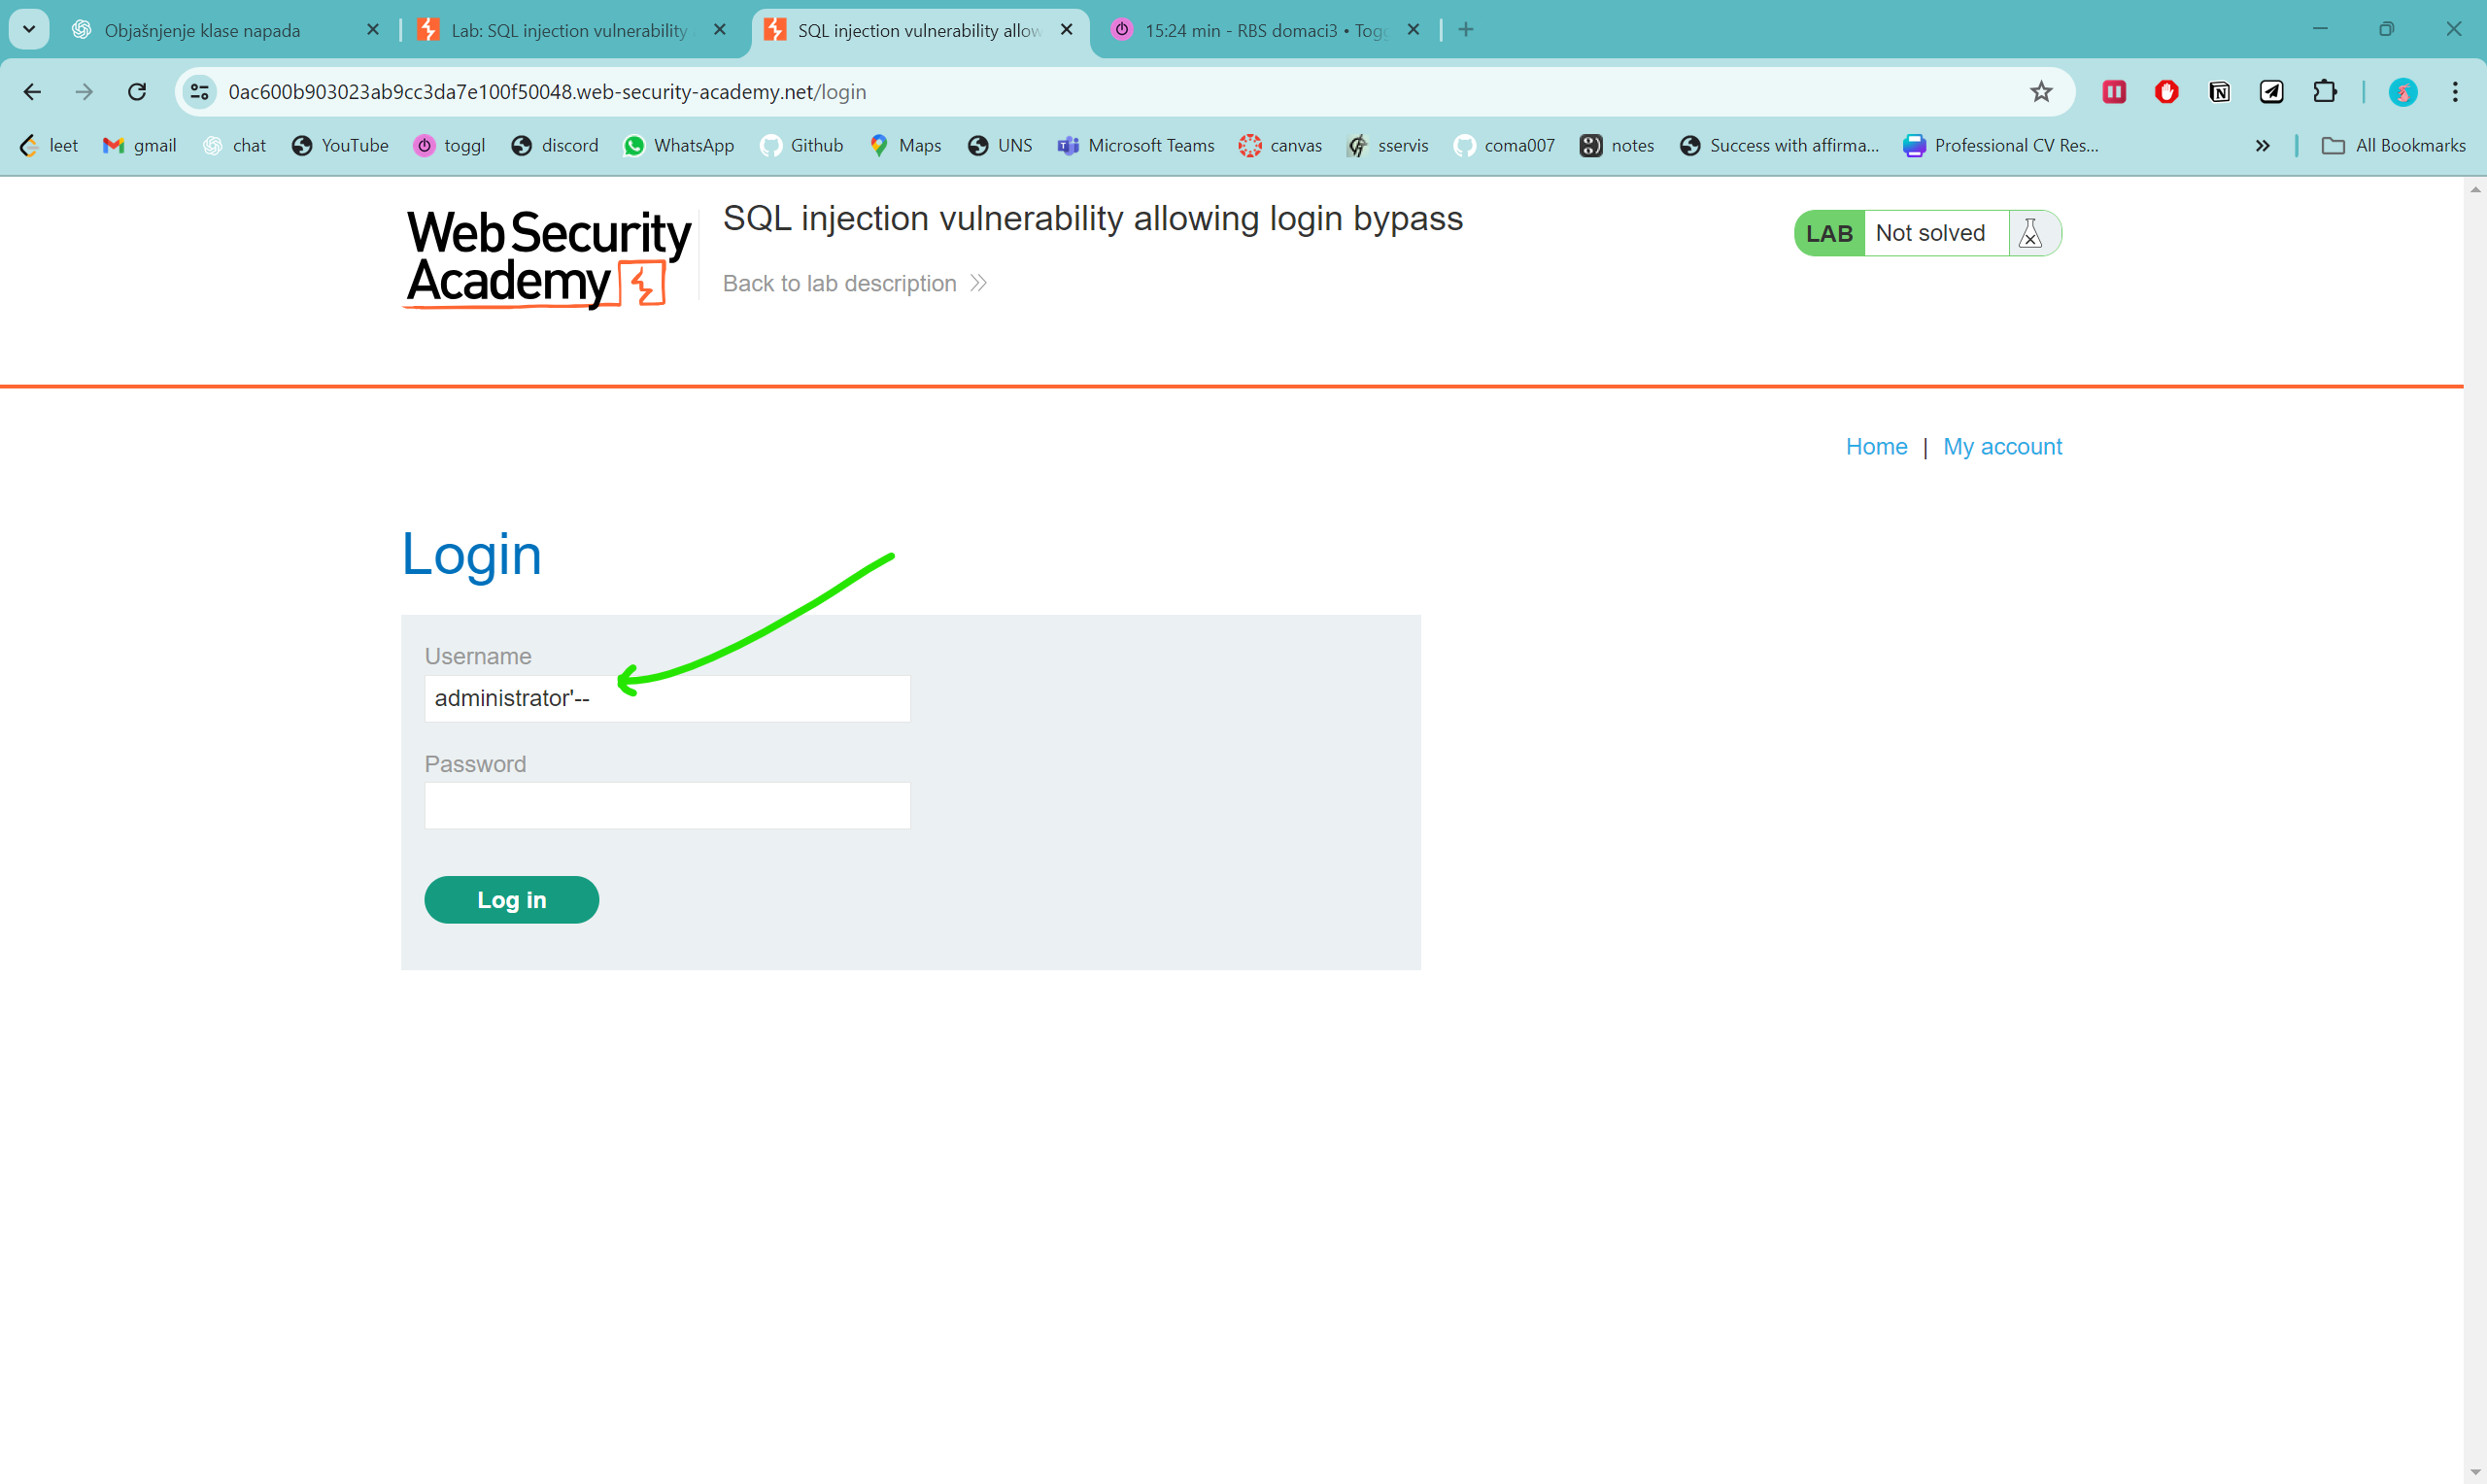 Objašnjenje klase napada
Lab: SQL injection vulnerability
SQL injection vulnerability allow
15:24 min - RBS domaci3 • Togg
0ac600b903023ab9cc3da7e100f50048.web-security-academy.net/login
leet gmail chat YouTube toggl discord WhatsApp Github Maps UNS Microsoft Teams canvas sservis coma007 notes Success with affirma... Professional CV Res... All Bookmarks
WebSecurity
Academy
SQL injection vulnerability allowing login bypass
Back to lab description
LAB Not solved
Home | My account
Login
Username
administrator'--
Password
Log in